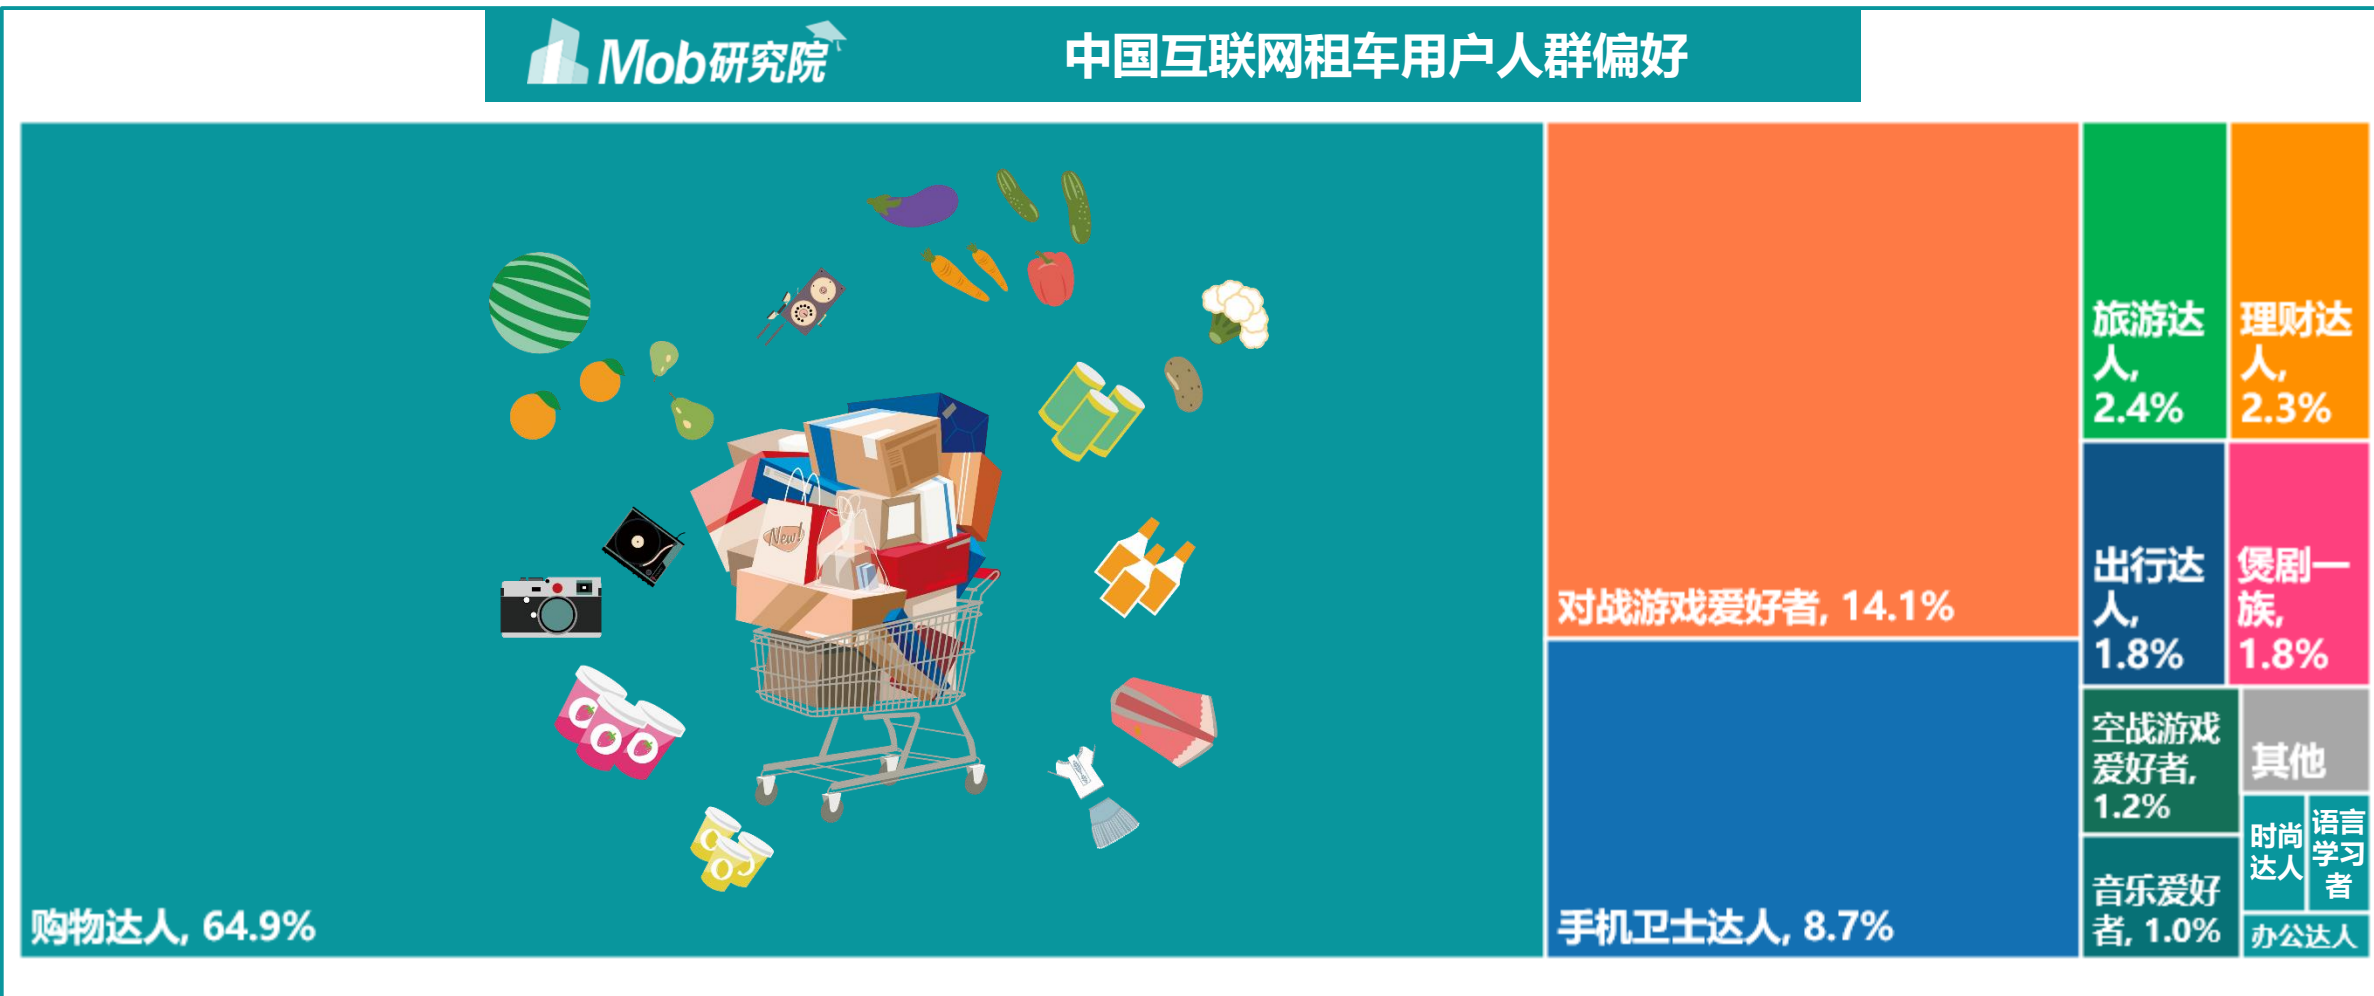 Mob研究院
中国互联网租车用户人群偏好
New!
购物达人, 64.9%
对战游戏爱好者, 14.1%
手机卫士达人, 8.7%
旅游达
人,
2.4%
理财达
人,
2.3%
出行达
人,
1.8%
煲剧一
族,
1.8%
空战游戏
爱好者,
1.2%
音乐爱好
者, 1.0%
其他
时尚
达人
语言
学习
者
办公达人